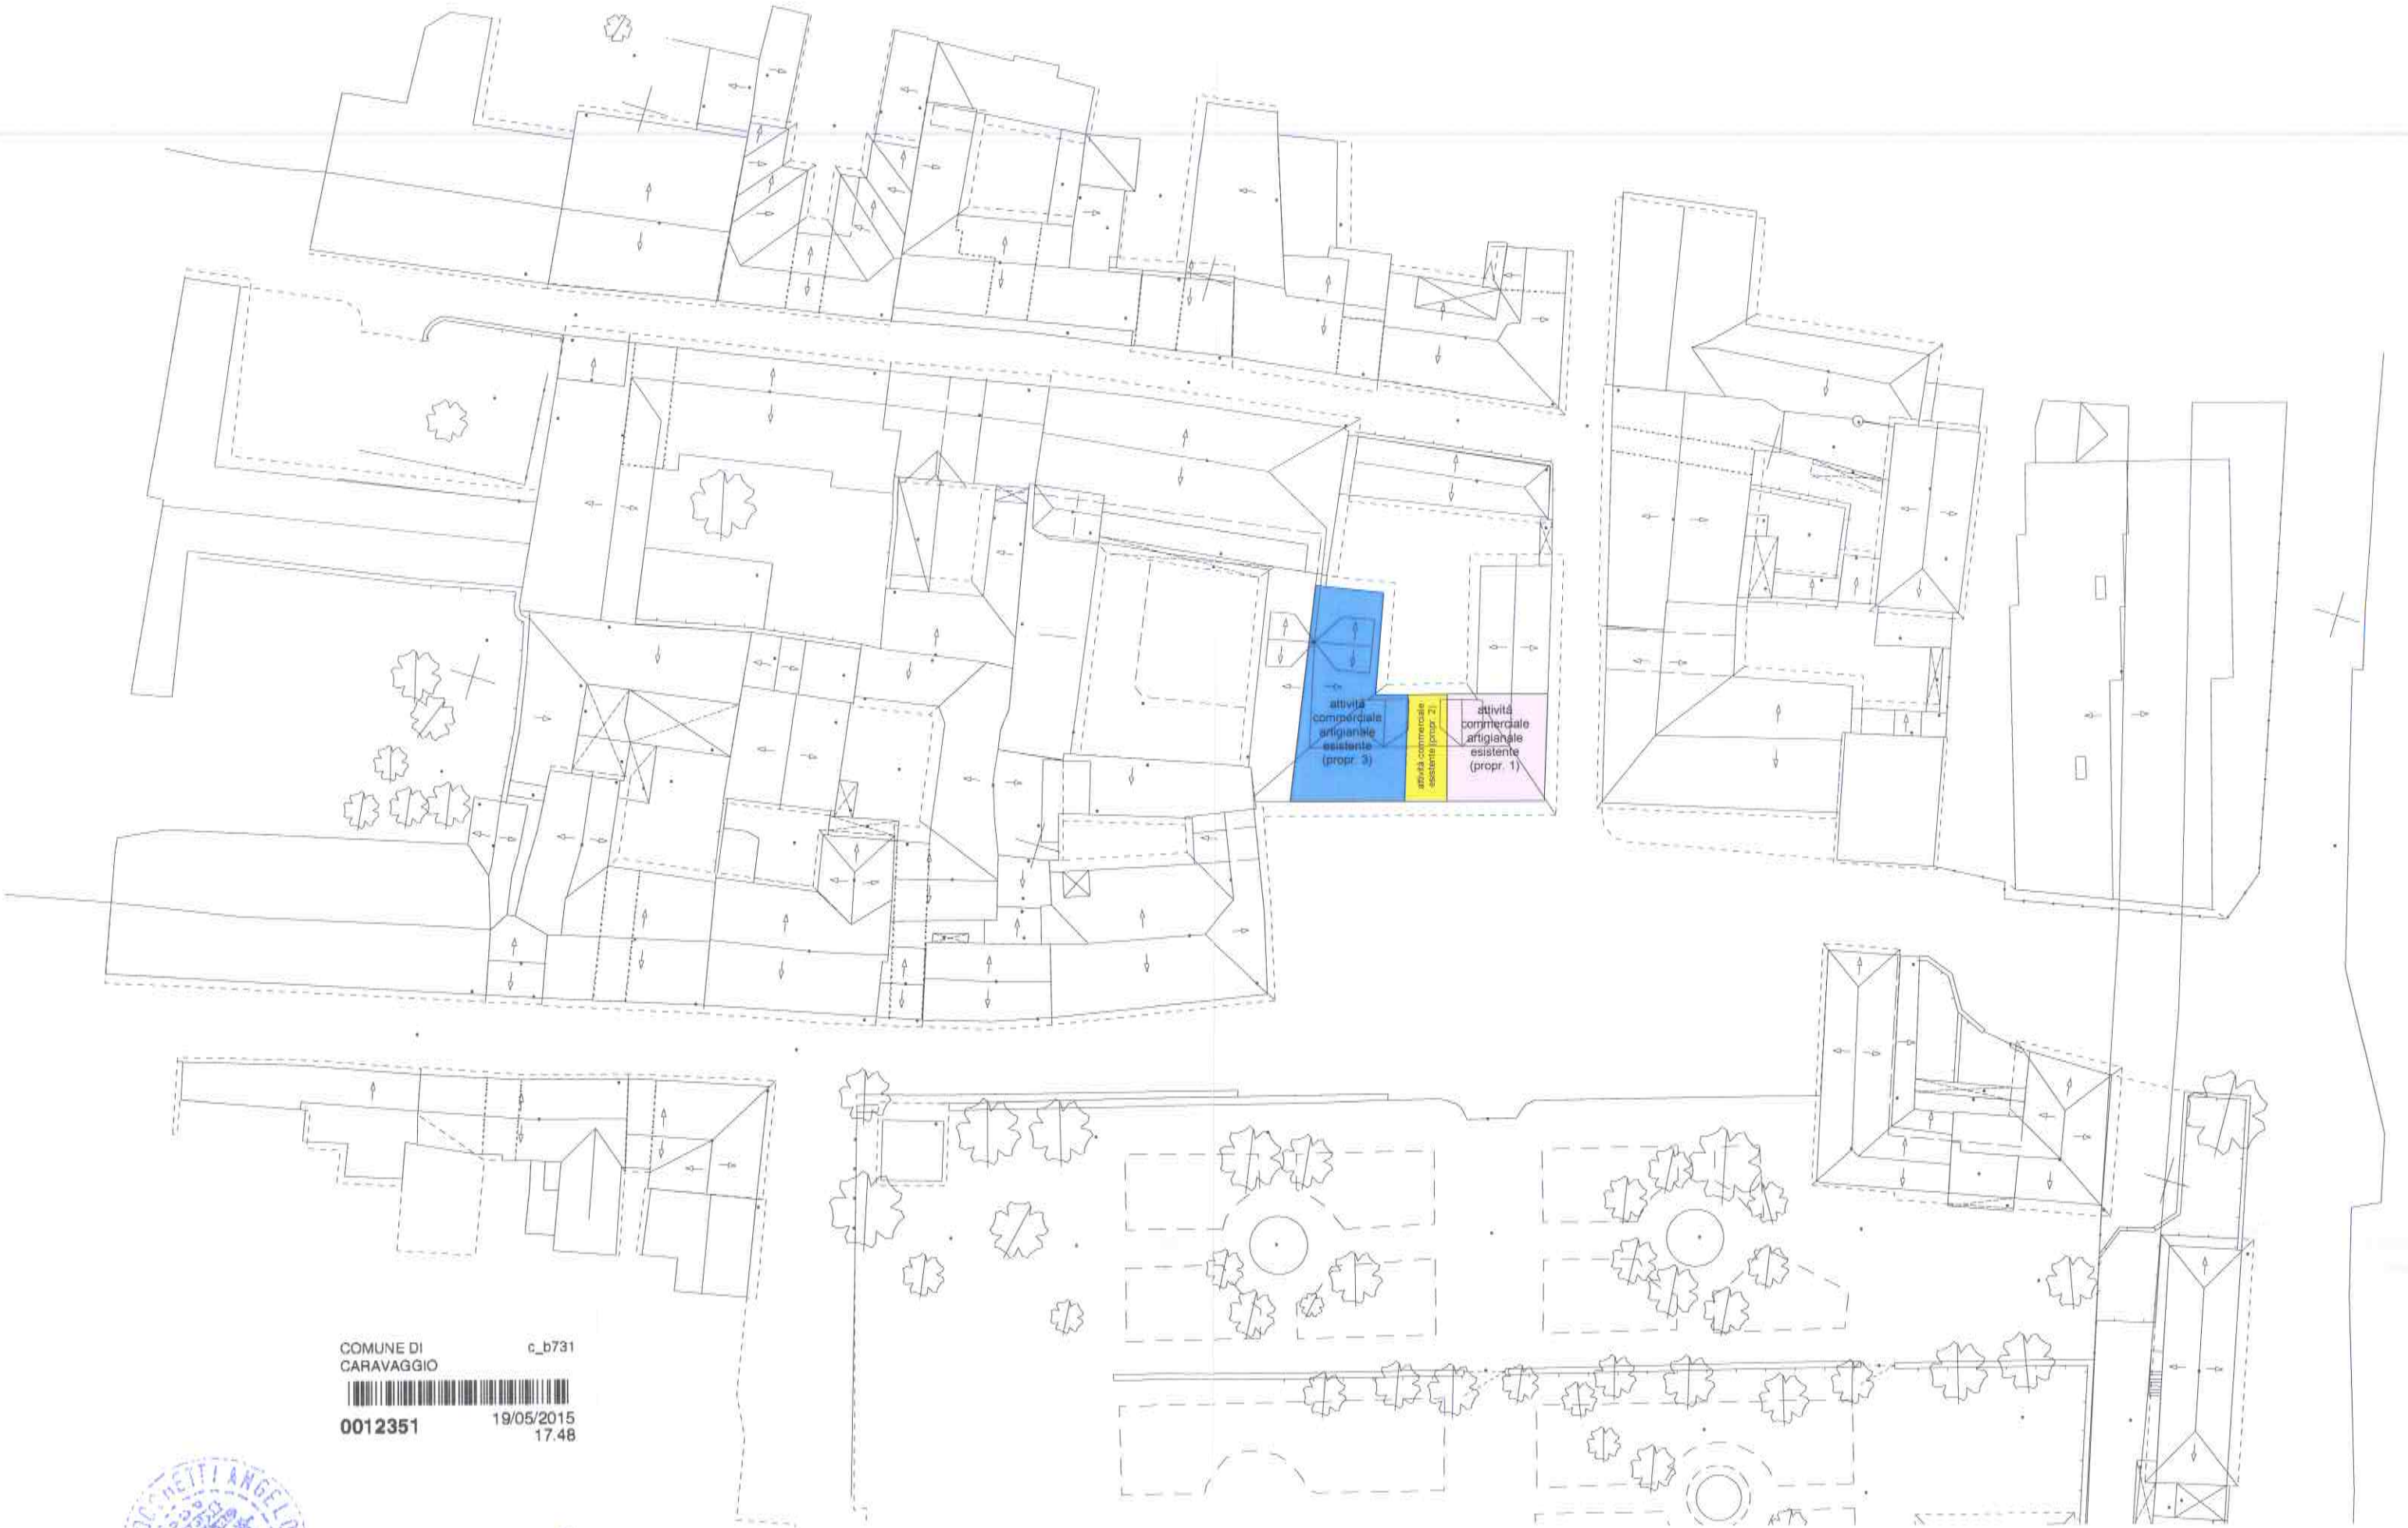 attività
commerciale
artigianale
esistente
(propr. 3)
attività commerciale
esistente (propr. 2)
attività
commerciale
artigianale
esistente
(propr. 1)
COMUNE DI c_b731
CARAVAGGIO
0012351 19/05/2015
17.48
ANGELO